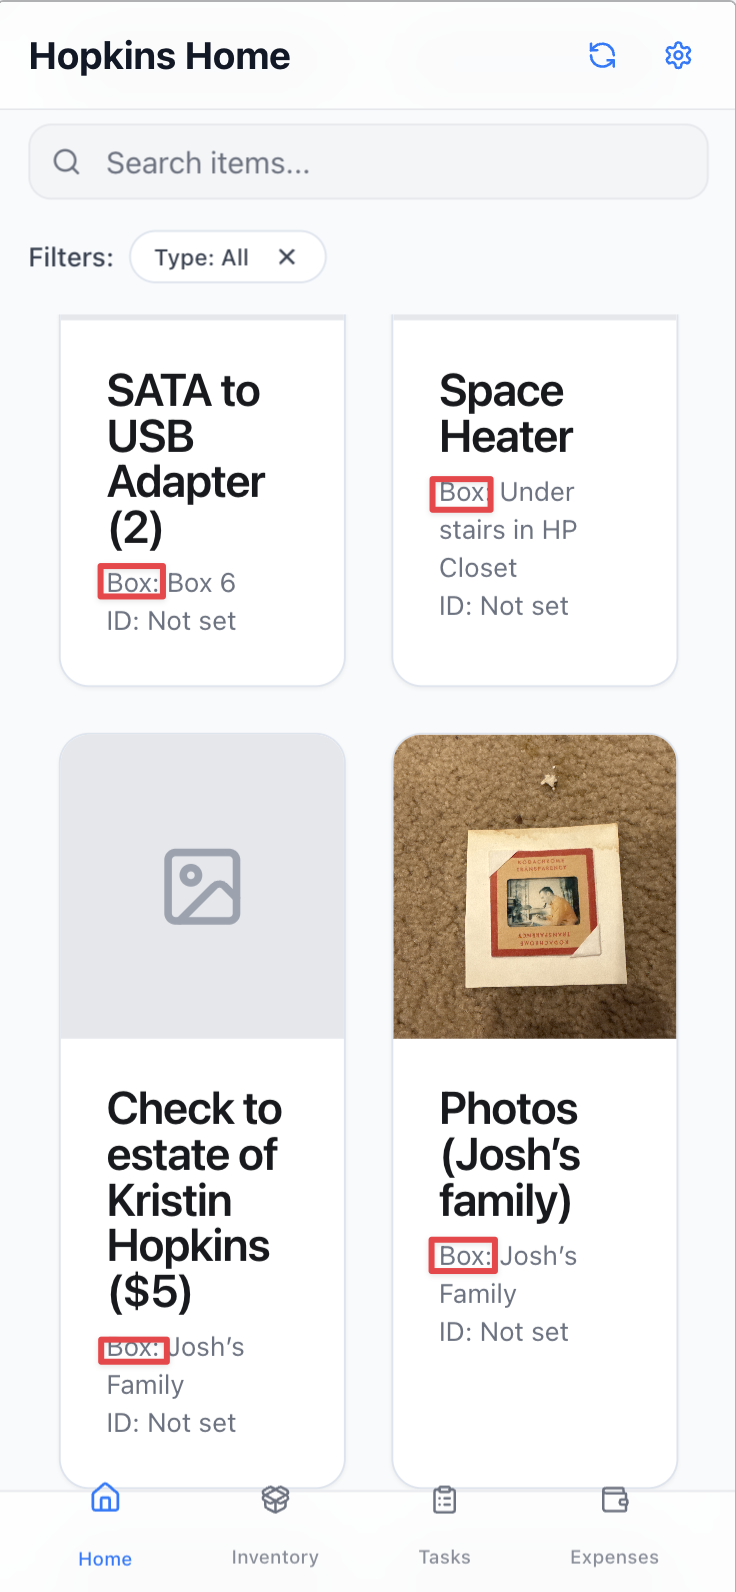 Hopkins Home
Search items...
Filters:
Type: All
SATA to
USB
Adapter
(2)
Box: Box 6
ID: Not set
Space
Heater
Box: Under
stairs in HP
Closet
ID: Not set
Check to
estate of
Kristin
Hopkins
($5)
Box: Josh’s
Family
ID: Not set
KODACHROME
TRANSPARENCY
TRANSPARENCY
KODACHROME
Photos
(Josh’s
family)
Box: Josh’s
Family
ID: Not set
Home
Inventory
Tasks
Expenses